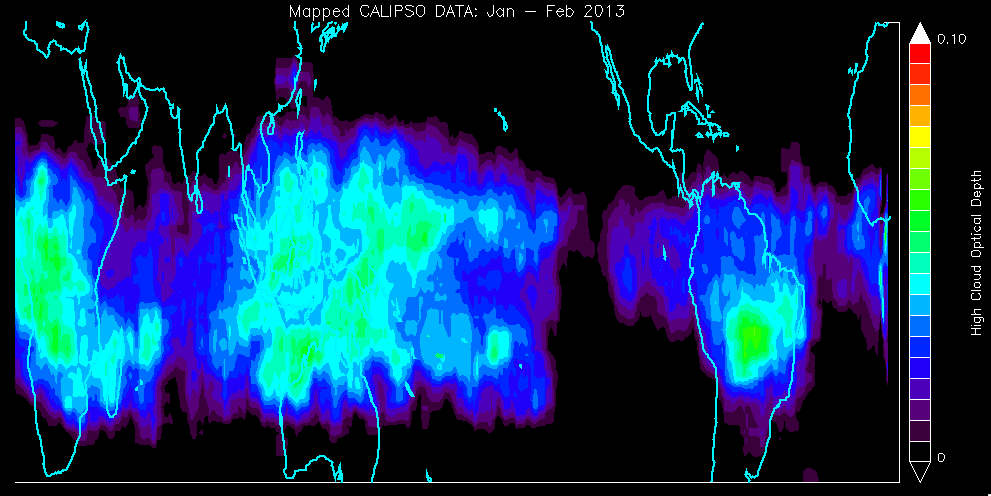 Mapped CALIPSO DATA: Jan – Feb 2013
0.10
High Cloud Optical Depth
0